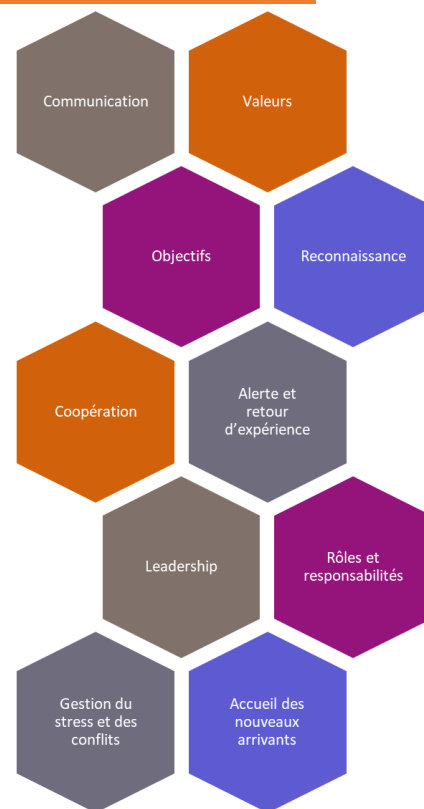 Communication
Valeurs
Objectifs
Reconnaissance
Coopération
Alerte et
retour
d’expérience
Leadership
Rôles et
responsabilités
Gestion du
stress et des
conflits
Accueil des
nouveaux
arrivants